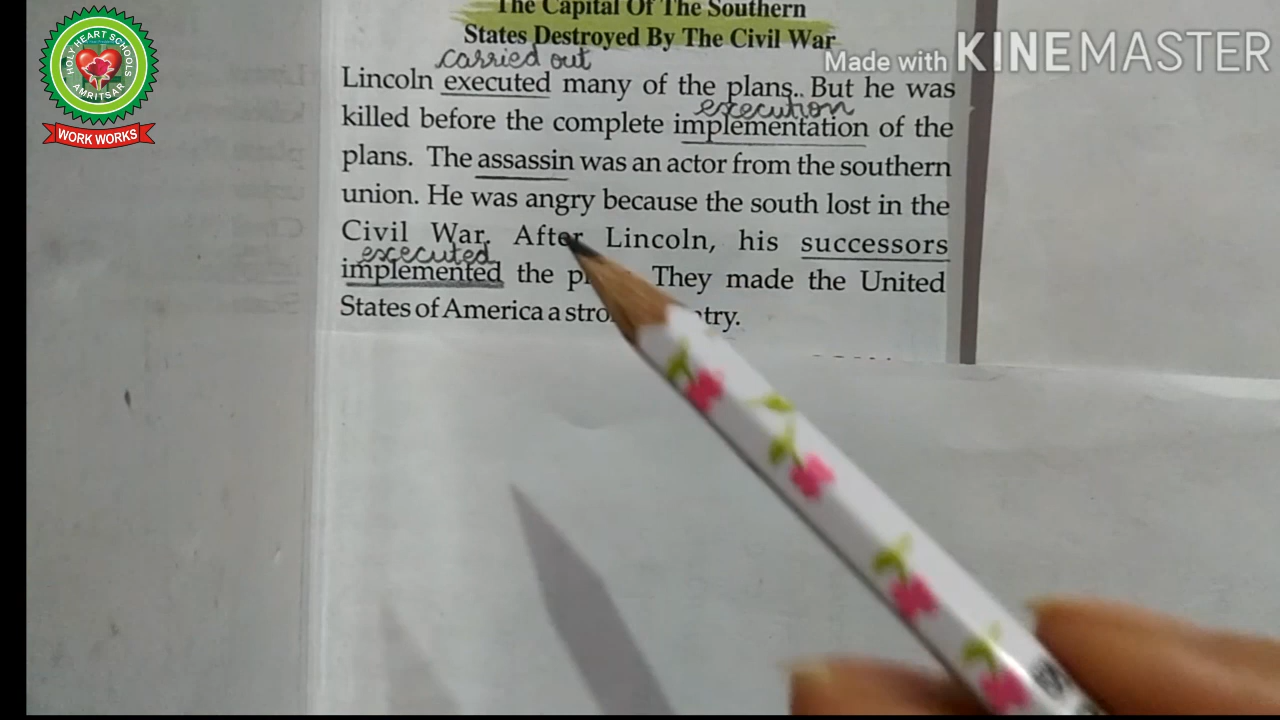 The Capital Of The Southern
States Destroyed By The Civil War
Made with KINEMASTER
HOLY HEART SCHOOLS
AMRITSAR
WORK WORKS
carried out
Lincoln executed many of the plans.. But he was
execution
killed before the complete implementation of the
plans. The assassin was an actor from the southern
union. He was angry because the south lost in the
Civil War. After Lincoln, his successors
executed
implemented the They made the United
States of America a